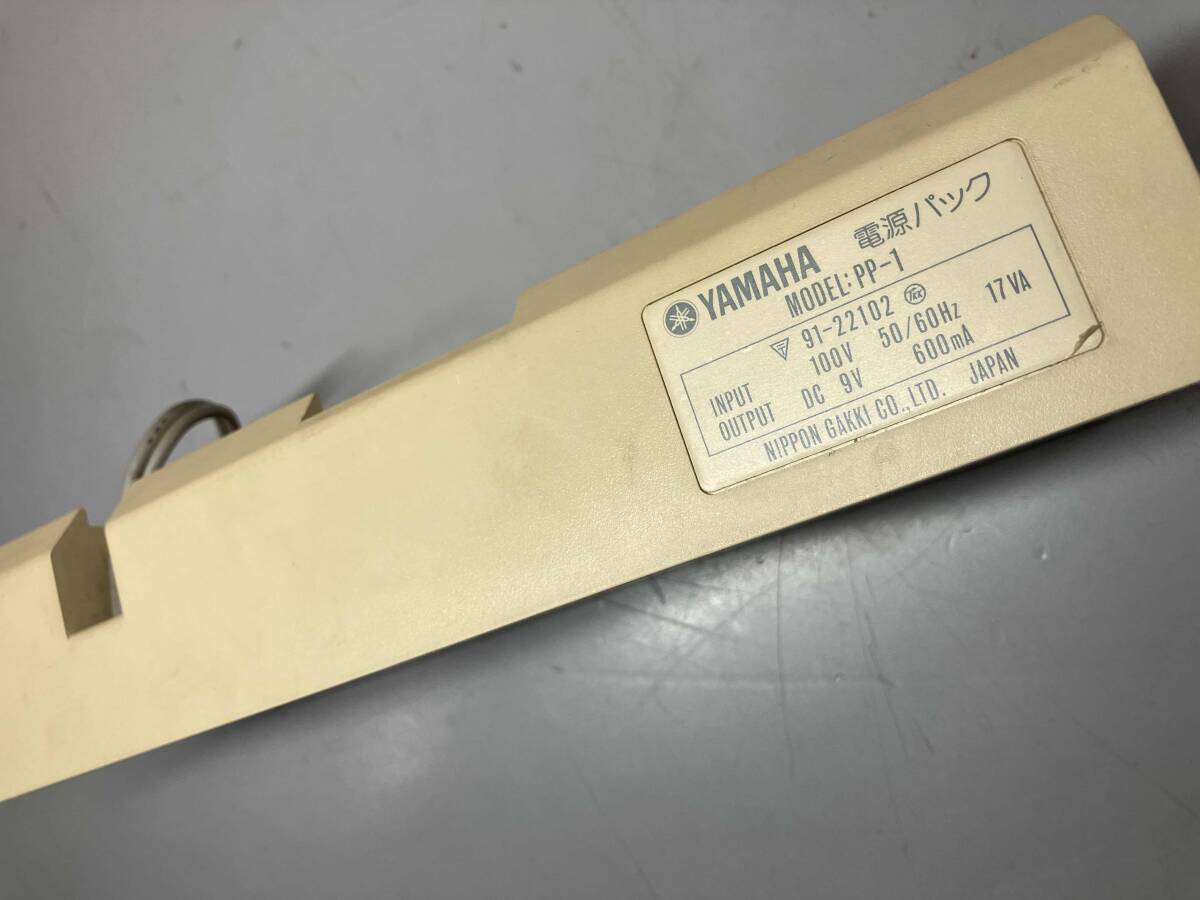 YAMAHA 電源パック
MODEL: PP-1
91-22102
INPUT 100V 50/60Hz 17VA
OUTPUT DC 9V 600mA
NIPPON GAKKI CO.,LTD. JAPAN